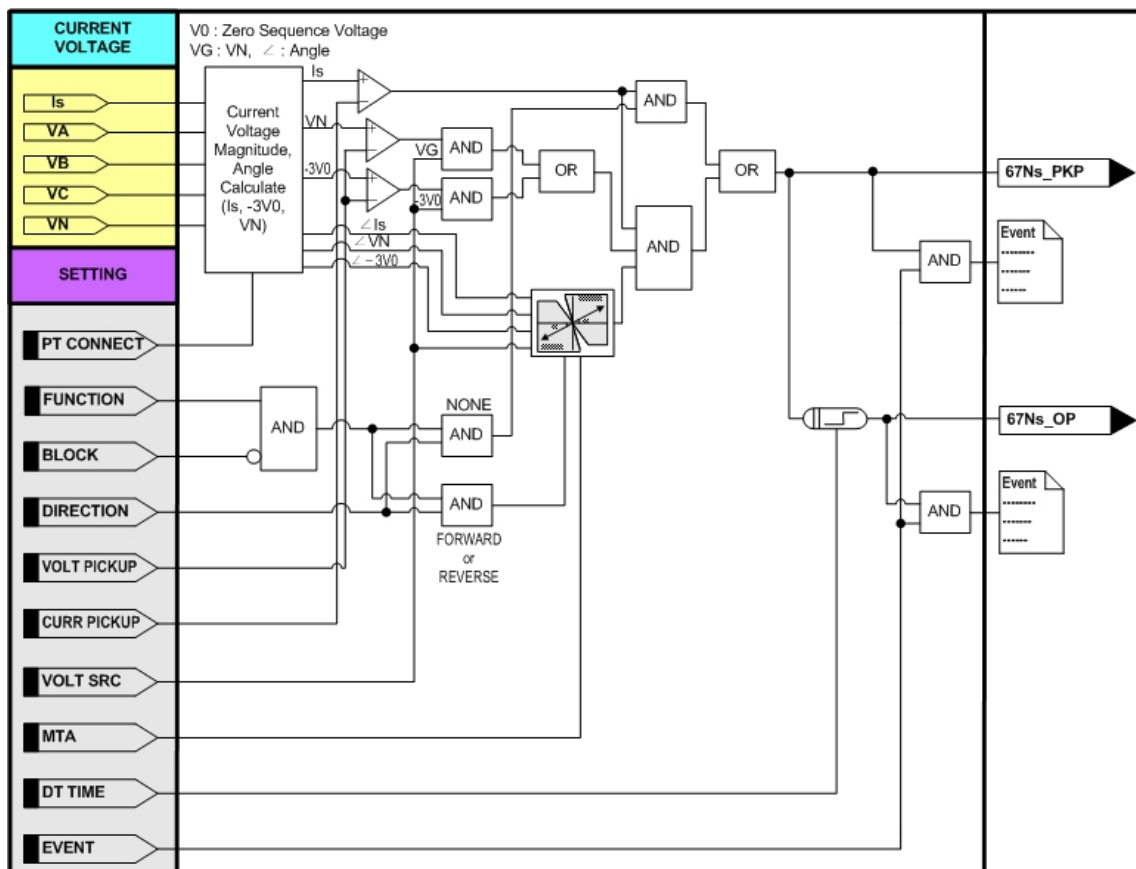 CURRENT
VOLTAGE
V0 : Zero Sequence Voltage
VG : VN, ∠ : Angle
Is
VA
VB
VC
VN
Current
Voltage
Magnitude,
Angle
Calculate
(Is, -3V0,
VN)
Is
VN
-3V0
∠Is
∠VN
∠-3V0
VG
AND
-3V0
AND
OR
AND
AND
OR
AND
67Ns_PKP
Event
SETTING
PT CONNECT
FUNCTION
BLOCK
DIRECTION
VOLT PICKUP
CURR PICKUP
VOLT SRC
MTA
DT TIME
EVENT
AND
NONE
AND
AND
FORWARD
or
REVERSE
67Ns_OP
AND
Event